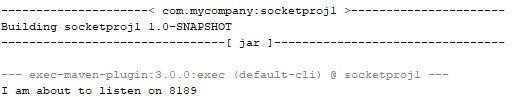 ---------------------< com.mycompany:socketproj1 >----------------------
Building socketproj1 1.0-SNAPSHOT
--------------------------------[ jar ]---------------------------------
--- exec-maven-plugin:3.0.0:exec (default-cli) @ socketproj1 ---
I am about to listen on 8189